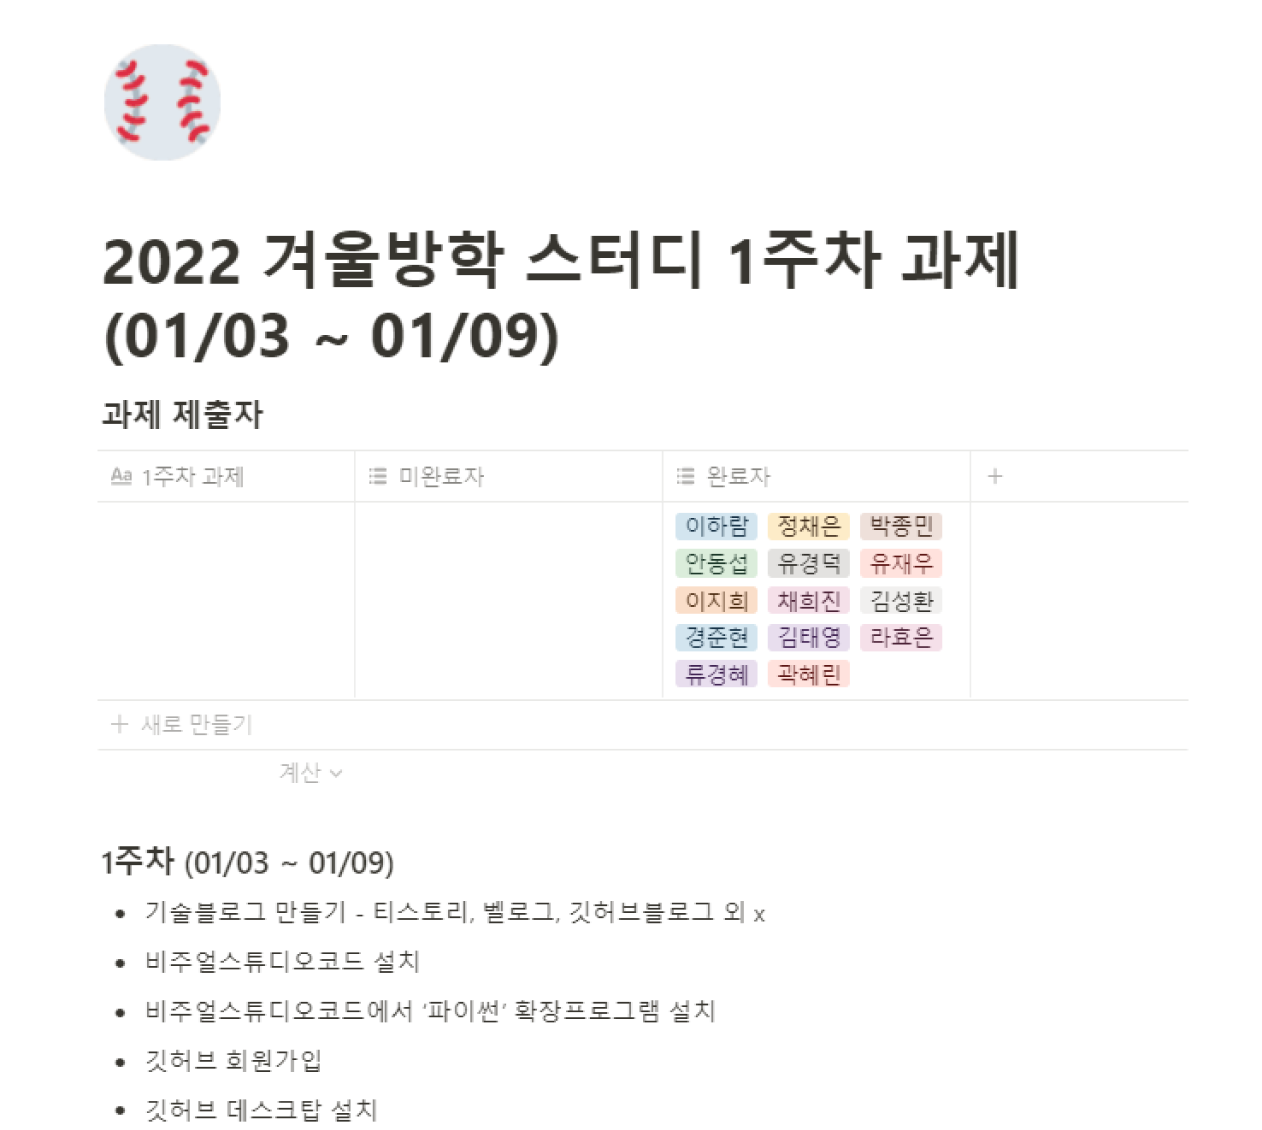 2022 겨울방학 스터디 1주차 과제
(01/03 ~ 01/09)
과제 제출자
Aa 1주차 과제 미완료자 완료자 +
이하람 정채은 박종민
안동섭 유경덕 유재우
이지희 채희진 김성환
경준현 김태영 라효은
류경혜 곽혜린
+ 새로 만들기
계산
1주차 (01/03 ~ 01/09)
• 기술블로그 만들기 - 티스토리, 벨로그, 깃허브블로그 외 x
• 비주얼스튜디오코드 설치
• 비주얼스튜디오코드에서 ‘파이썬’ 확장프로그램 설치
• 깃허브 회원가입
• 깃허브 데스크탑 설치